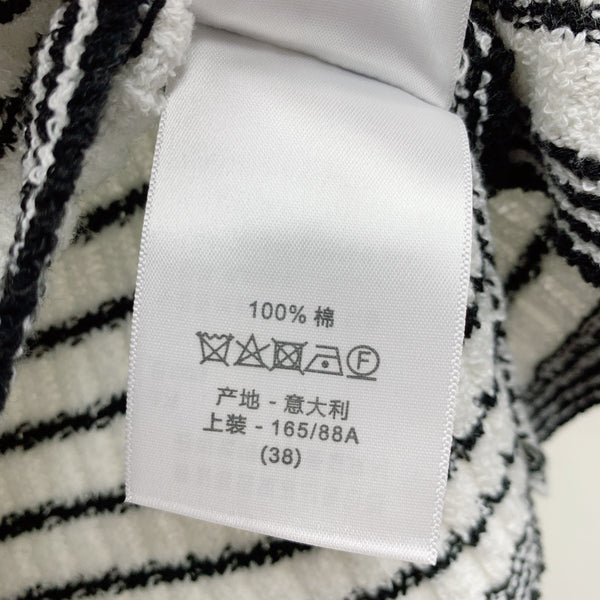 100% 棉
F
产地 - 意大利
上装 - 165/88A
(38)